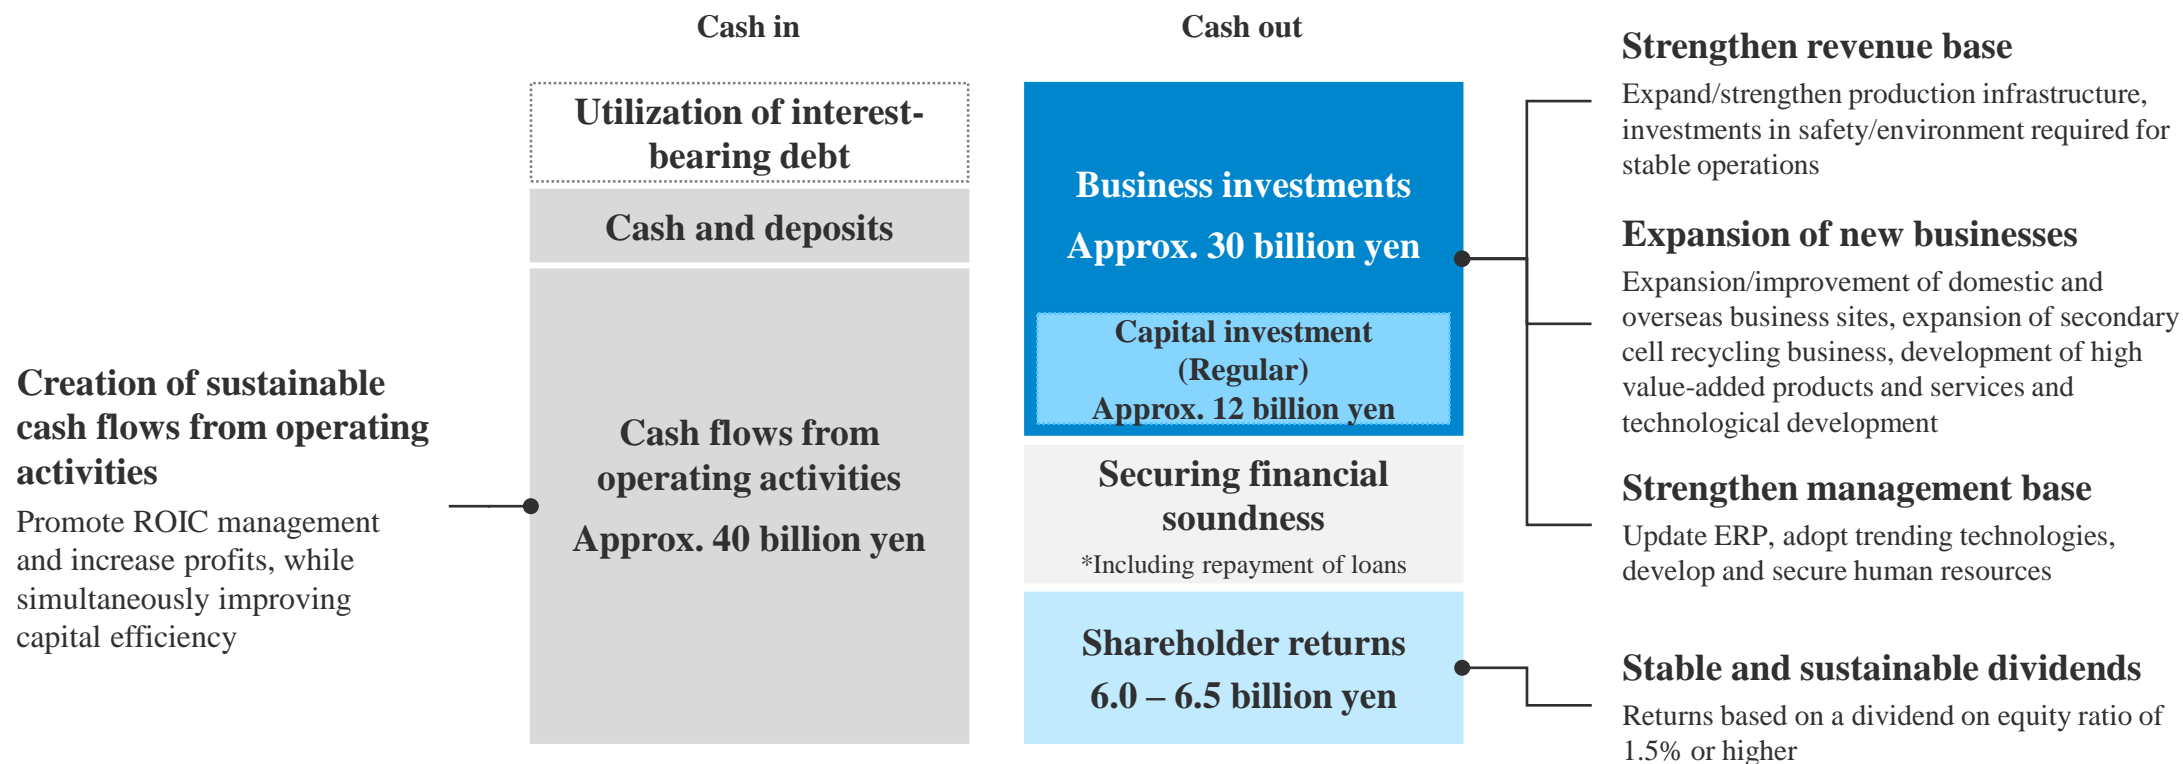 Cash in
Cash out
Creation of sustainable
cash flows from operating
activities
Promote ROIC management
and increase profits, while
simultaneously improving
capital efficiency
Utilization of interest-
bearing debt
Cash and deposits
Cash flows from
operating activities
Approx. 40 billion yen
Business investments
Approx. 30 billion yen
Capital investment
(Regular)
Approx. 12 billion yen
Securing financial
soundness
*Including repayment of loans
Shareholder returns
6.0 – 6.5 billion yen
Strengthen revenue base
Expand/strengthen production infrastructure,
investments in safety/environment required for
stable operations
Expansion of new businesses
Expansion/improvement of domestic and
overseas business sites, expansion of secondary
cell recycling business, development of high
value-added products and services and
technological development
Strengthen management base
Update ERP, adopt trending technologies,
develop and secure human resources
Stable and sustainable dividends
Returns based on a dividend on equity ratio of
1.5% or higher